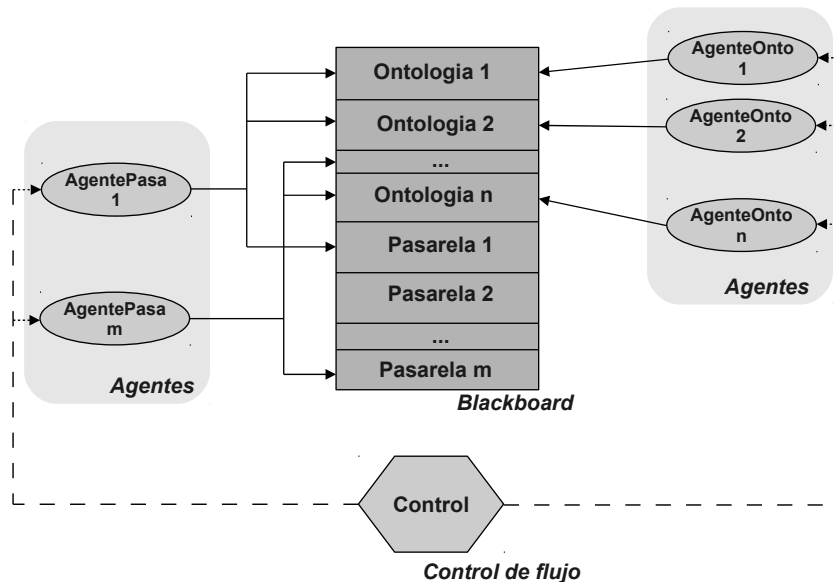 AgentePasa
1
AgentePasa
m
Agentes
Ontologia 1
Ontologia 2
...
Ontologia n
Pasarela 1
Pasarela 2
...
Pasarela m
Blackboard
AgenteOnto
1
AgenteOnto
2
AgenteOnto
n
Agentes
Control
Control de flujo